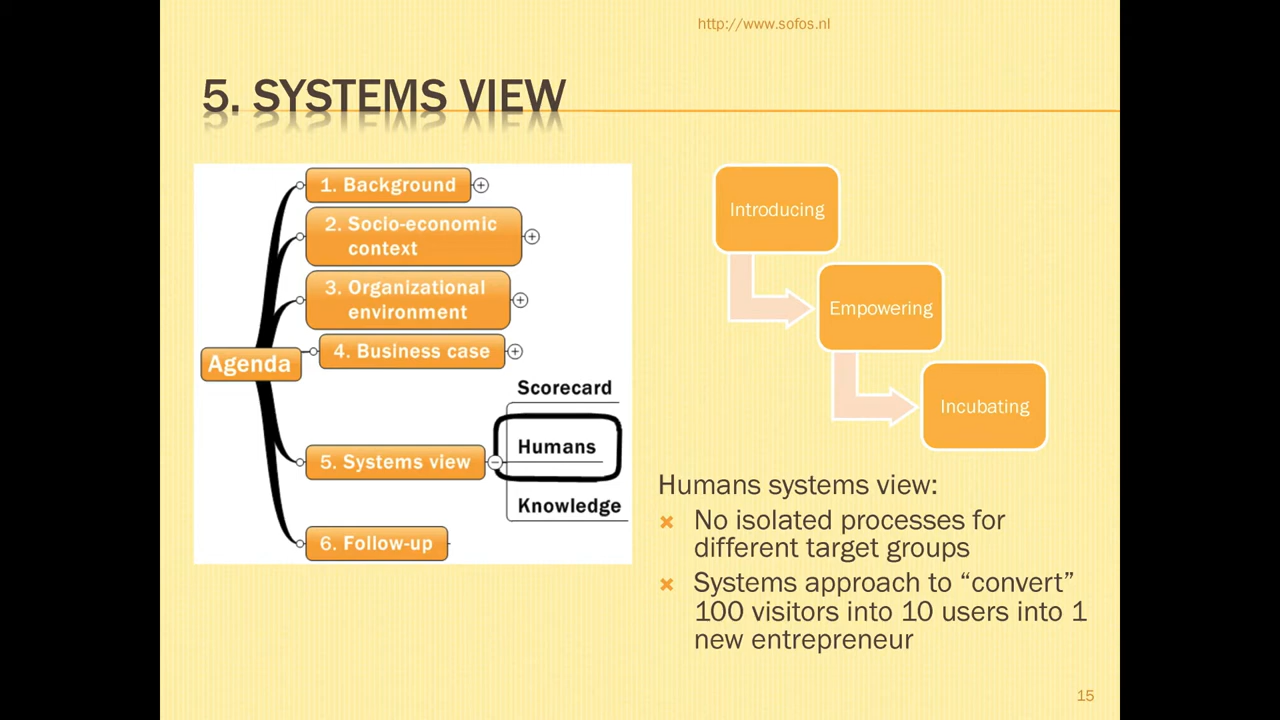 http://www.sofos.nl
5. SYSTEMS VIEW
1. Background
2. Socio-economic
context
3. Organizational
environment
Agenda
4. Business case
Scorecard
Humans
5. Systems view
Knowledge
6. Follow-up
Introducing
Empowering
Incubating
Humans systems view:
No isolated processes for
different target groups
Systems approach to “convert”
100 visitors into 10 users into 1
new entrepreneur
15